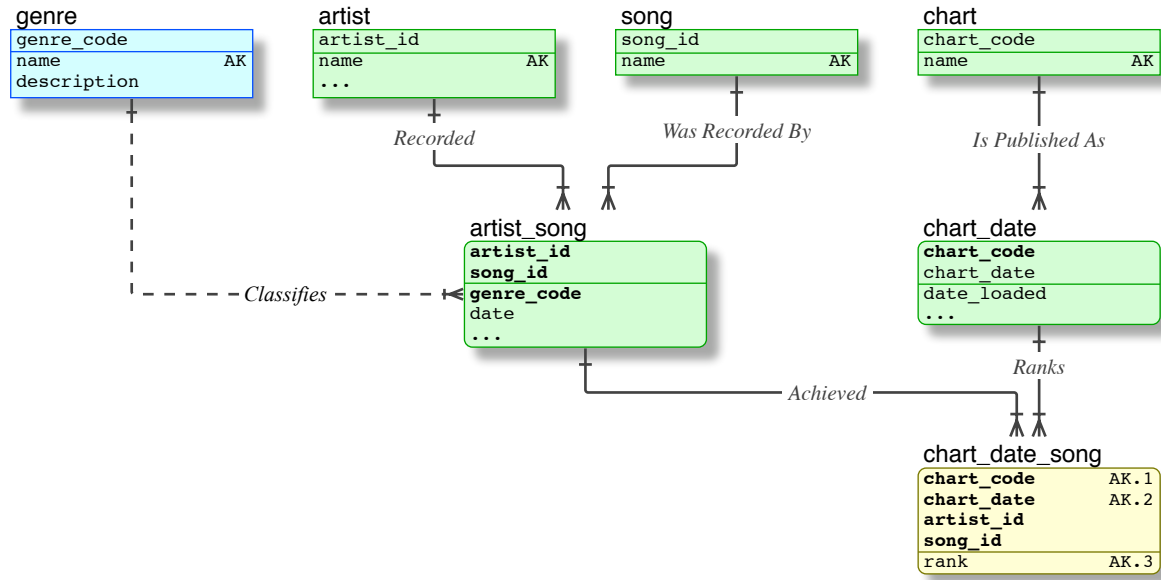 genre
genre_code
name AK
description
artist
artist_id
name AK
...
song
song_id
name AK
chart
chart_code
name AK
Recorded
Was Recorded By
Is Published As
artist_song
artist_id
song_id
genre_code
date
...
Classifies
chart_date
chart_code
chart_date
date_loaded
...
Ranks
Achieved
chart_date_song
chart_code AK.1
chart_date AK.2
artist_id
song_id
rank AK.3